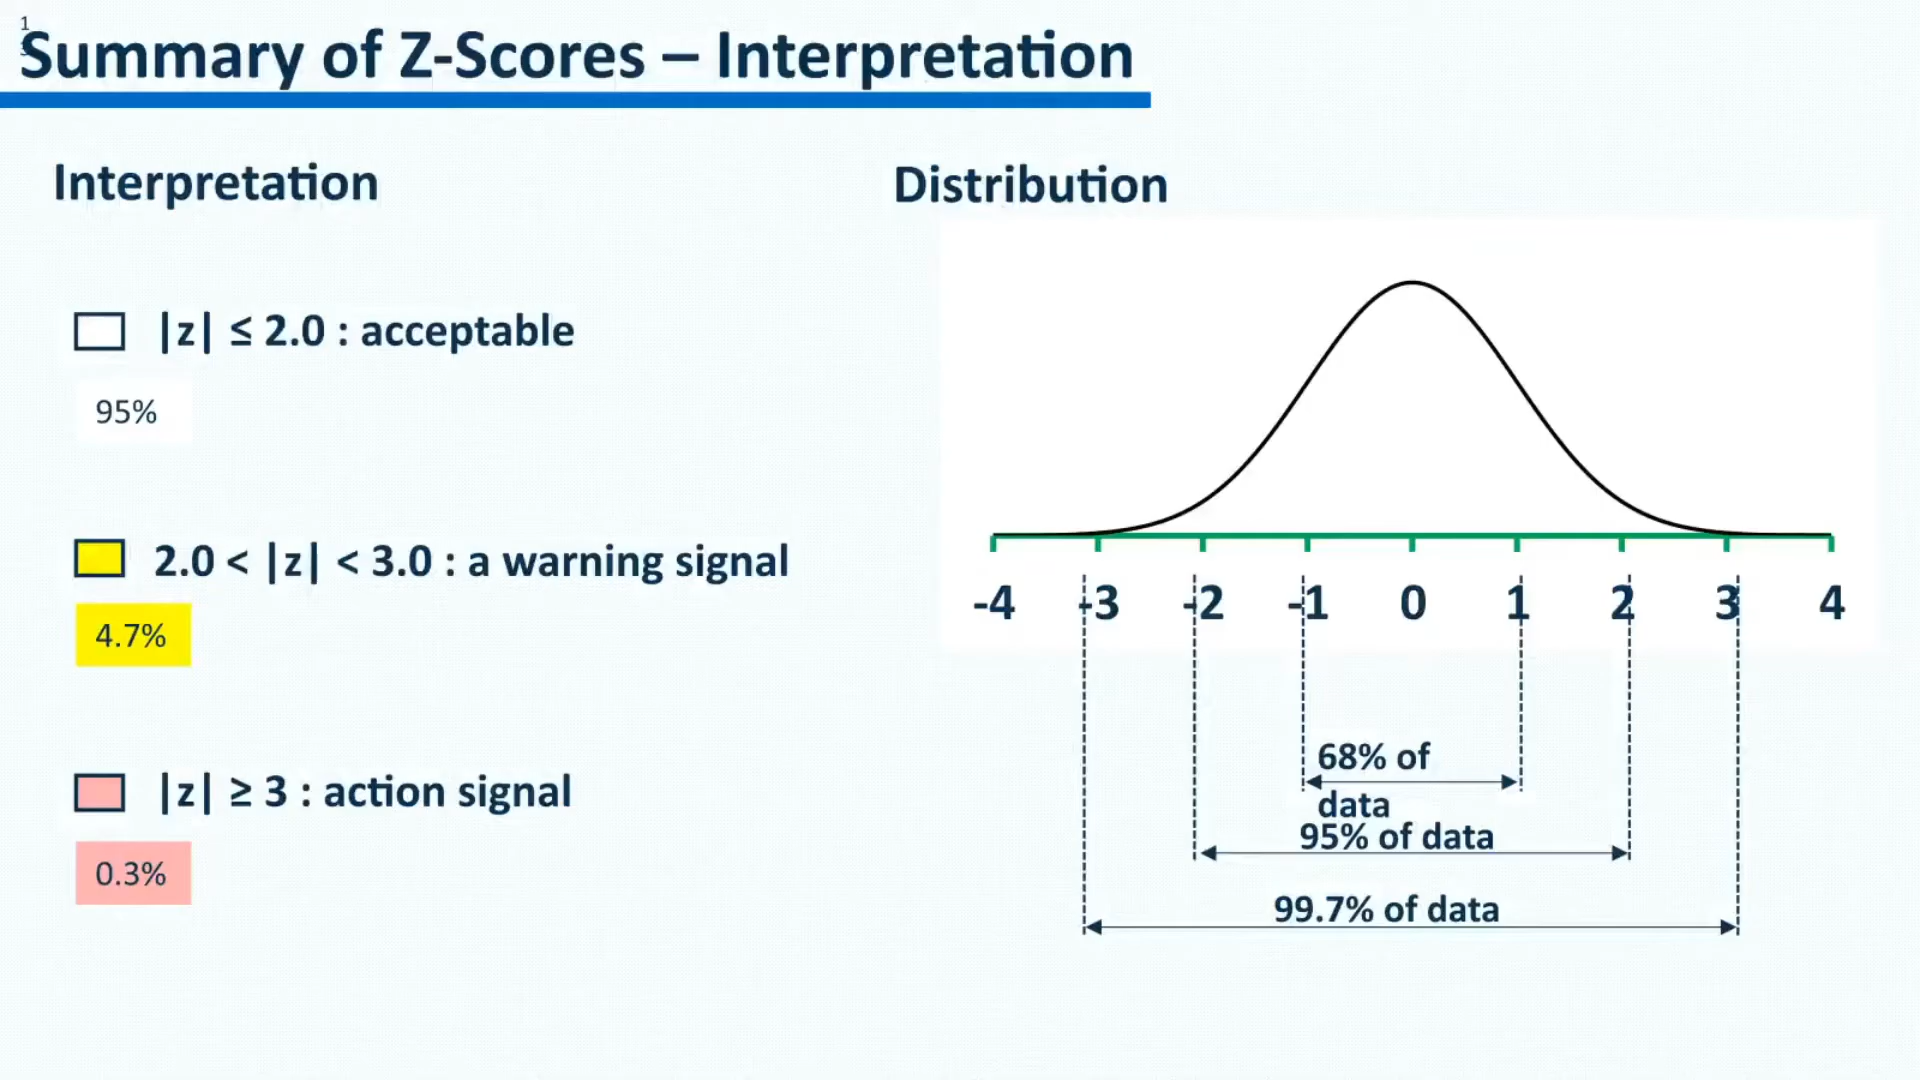 1
Summary of Z-Scores – Interpretation
Interpretation
|z| ≤ 2.0 : acceptable
95%
2.0 < |z| < 3.0 : a warning signal
4.7%
|z| ≥ 3 : action signal
0.3%
Distribution
-4 -3 -2 -1 0 1 2 3 4
68% of
data
95% of data
99.7% of data